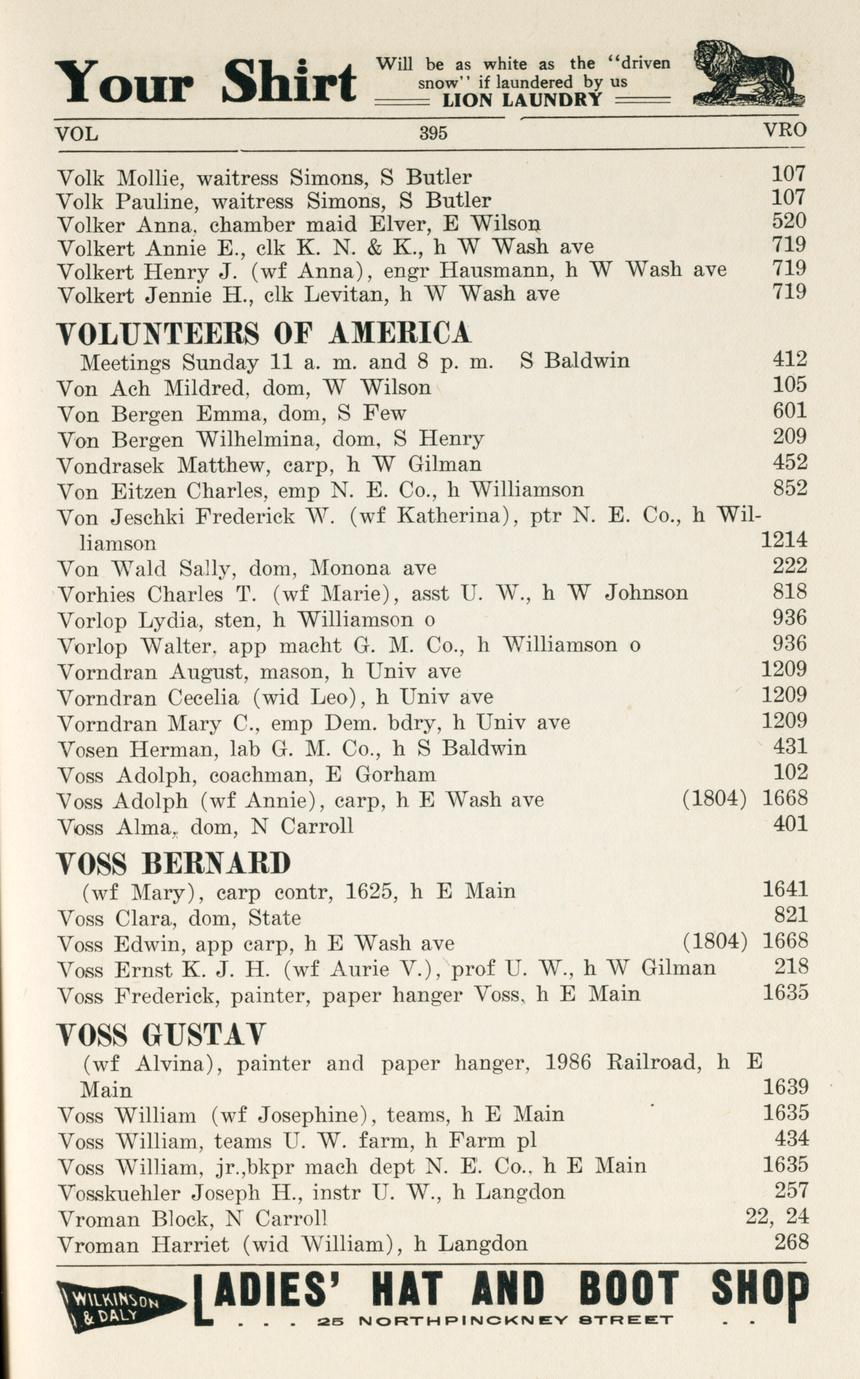 Your Shirt
Will be as white as the "driven
snow" if laundered by us
LION LAUNDRY
VOL 395 VRO
Volk Mollie, waitress Simons, S Butler 107
Volk Pauline, waitress Simons, S Butler 107
Volker Anna, chamber maid Elver, E Wilson 520
Volkert Annie E., clk K. N. & K., h W Wash ave 719
Volkert Henry J. (wf Anna), engr Hausmann, h W Wash ave 719
Volkert Jennie H., clk Levitan, h W Wash ave 719
VOLUNTEERS OF AMERICA
Meetings Sunday 11 a. m. and 8 p. m. S Baldwin 412
Von Ach Mildred, dom, W Wilson 105
Von Bergen Emma, dom, S Few 601
Von Bergen Wilhelmina, dom, S Henry 209
Vondrasek Matthew, carp, h W Gilman 452
Von Eitzen Charles, emp N. E. Co., h Williamson 852
Von Jeschki Frederick W. (wf Katherina), ptr N. E. Co., h Wil-
liamson 1214
Von Wald Sally, dom, Monona ave 222
Vorhies Charles T. (wf Marie), asst U. W., h W Johnson 818
Vorlop Lydia, sten, h Williamson o 936
Vorlop Walter, app macht G. M. Co., h Williamson o 936
Vorndran August, mason, h Univ ave 1209
Vorndran Cecelia (wid Leo), h Univ ave 1209
Vorndran Mary C., emp Dem. bdry, h Univ ave 1209
Vosen Herman, lab G. M. Co., h S Baldwin 431
Voss Adolph, coachman, E Gorham 102
Voss Adolph (wf Annie), carp, h E Wash ave (1804) 1668
Voss Alma, dom, N Carroll 401
VOSS BERNARD
(wf Mary), carp contr, 1625, h E Main 1641
Voss Clara, dom, State 821
Voss Edwin, app carp, h E Wash ave (1804) 1668
Voss Ernst K. J. H. (wf Aurie V.), prof U. W., h W Gilman 218
Voss Frederick, painter, paper hanger Voss, h E Main 1635
VOSS GUSTAV
(wf Alvina), painter and paper hanger, 1986 Railroad, h E
Main 1639
Voss William (wf Josephine), teams, h E Main 1635
Voss William, teams U. W. farm, h Farm pl 434
Voss William, jr.,bkpr mach dept N. E. Co., h E Main 1635
Vosskuehler Joseph H., instr U. W., h Langdon 257
Vroman Block, N Carroll 22, 24
Vroman Harriet (wid William), h Langdon 268
WILKINSON
& DALY
LADIES' HAT AND BOOT SHOP
. . . 25 NORTH PINCKNEY STREET . .